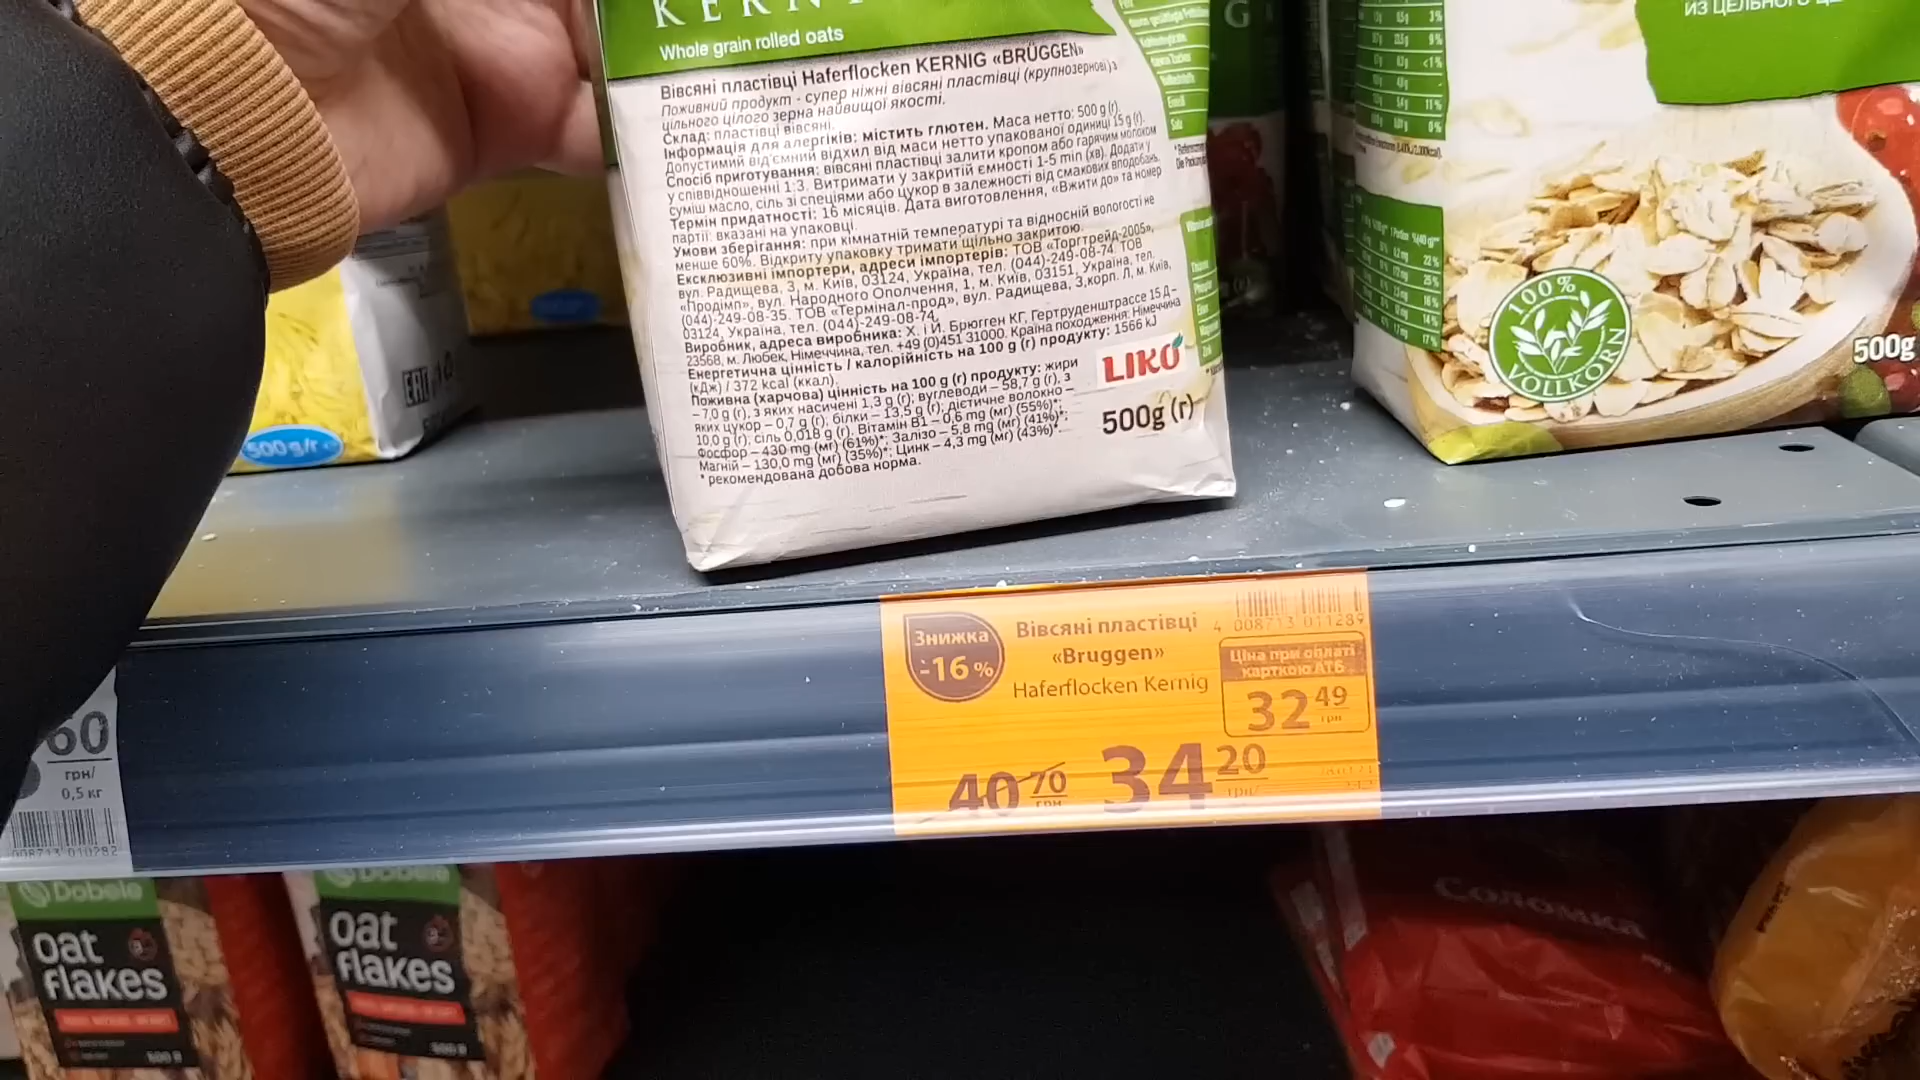 KERN
Whole grain rolled oats
Вівсяні пластівці Haferflocken KERNIG «BRÜGGEN»
Поживний продукт - супер ніжні вівсяні пластівці (крупнозернові) з
цільного цілого зерна найвищої якості.
Склад: пластівці вівсяні.
Інформація для алергіків: містить глютен. Маса нетто: 500 g (г).
Допустимий від'ємний відхил від маси нетто упакованої одиниці 15 g (г).
Спосіб приготування: вівсяні пластівці залити кропом або гарячим молоком
у співвідношенні 1:3. Витримати у закритій ємності 1-5 min (хв). Додати у
суміш масло, сіль зі спеціями або цукор в залежності від смакових вподобань.
Термін придатності: 16 місяців. Дата виготовлення, «Вжити до» та номер
партії: вказані на упаковці.
Умови зберігання: при кімнатній температурі та відносній вологості не
менше 60%. Відкриту упаковку тримати щільно закритою.
Ексклюзивні імпортери, адреси імпортерів: ТОВ «Торгтрейд-2005»,
вул. Радищева, 3, м. Київ, 03124, Україна, тел. (044)-249-08-74. ТОВ
«Продімп», вул. Народного Ополчення, 1, м. Київ, 03151, Україна, тел.
(044)-249-08-35. ТОВ «Термінал-прод», вул. Радищева, 3,корп. Л, м. Київ,
03124, Україна, тел. (044)-249-08-74.
Виробник, адреса виробника: Х. і Й. Брюгген КГ, Гертруденштрассе 15 Д-
23568, м. Любек, Німеччина, тел. +49 (0)451 31000. Країна походження: Німеччина
Енергетична цінність / калорійність на 100 g (г) продукту: 1566 kJ
(кДж) / 372 kcal (ккал).
Поживна (харчова) цінність на 100 g (г) продукту: жири
– 7,0 g (г), з яких насичені 1,3 g (г); вуглеводи – 58,7 g (г), з
яких цукор – 0,7 g (г), білки – 13,5 g (г); дієтичне волокно –
10,0 g (г); сіль 0,018 g (г), Вітамін В1 – 0,6 mg (мг) (55%)*;
Фосфор – 430 mg (мг) (61%)*; Залізо – 5,8 mg (мг) (41%)*;
Магній – 130,0 mg (мг) (35%)*; Цинк – 4,3 mg (мг) (43%)*.
* рекомендована добова норма.
LIKO
500g (г)
G
100%
VOLLKORN
500g
500 g/г
Знижка
-16%
Вівсяні пластівці
«Bruggen»
Haferflocken Kernig
4 008713 011289
Ціна при оплаті
карткою АТБ
32 49
грн
40 70
грн
34 20
грн/
60
грн/
0,5 кг
008713 010282
Dobele
oat
flakes
500 g
Dobele
oat
flakes
500 g
Соломка